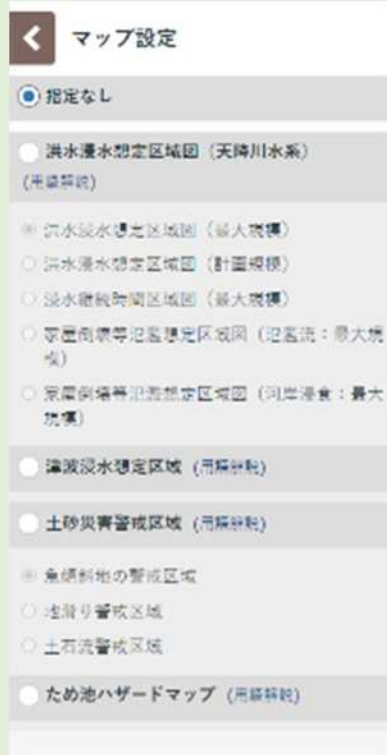 マップ設定
指定なし
洪水浸水想定区域図（天降川水系）
(用語解説)
洪水浸水想定区域図（最大規模）
洪水浸水想定区域図（計画規模）
浸水継続時間区域図（最大規模）
家屋倒壊等氾濫想定区域図（氾濫流：最大規
模）
家屋倒壊等氾濫想定区域図（河岸浸食：最大
規模）
津波浸水想定区域 (用語解説)
土砂災害警戒区域 (用語解説)
急傾斜地の警戒区域
地滑り警戒区域
土石流警戒区域
ため池ハザードマップ (用語解説)